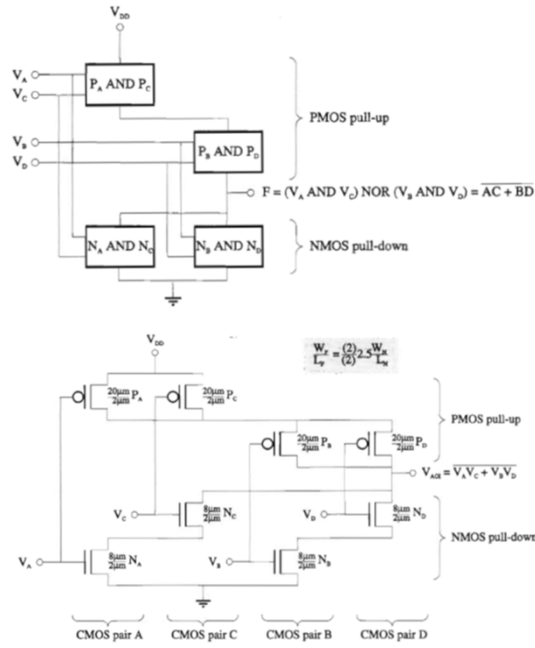 V_DD
V_A
V_C
P_A AND P_C
PMOS pull-up
V_B
V_D
P_B AND P_D
F = (V_A AND V_C) NOR (V_B AND V_D) = \overline{AC + BD}
N_A AND N_C
N_B AND N_D
NMOS pull-down
V_DD
W_P/L_P = (2)/(2) 2.5 W_N/L_N
20μm/2μm P_A
20μm/2μm P_C
PMOS pull-up
20μm/2μm P_B
20μm/2μm P_D
V_AOI = \overline{V_A V_C + V_B V_D}
V_C
8μm/2μm N_C
V_D
8μm/2μm N_D
NMOS pull-down
V_A
8μm/2μm N_A
V_B
8μm/2μm N_B
CMOS pair A
CMOS pair C
CMOS pair B
CMOS pair D